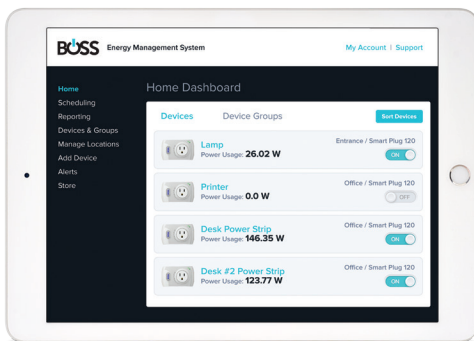 BOSS Energy Management System
My Account | Support
Home
Scheduling
Reporting
Devices & Groups
Manage Locations
Add Device
Alerts
Store
Home Dashboard
Devices Device Groups Sort Devices
Lamp
Power Usage: 26.02 W
Entrance / Smart Plug 120
ON
Printer
Power Usage: 0.0 W
Office / Smart Plug 120
OFF
Desk Power Strip
Power Usage: 146.35 W
Office / Smart Plug 120
ON
Desk #2 Power Strip
Power Usage: 123.77 W
Office / Smart Plug 120
ON